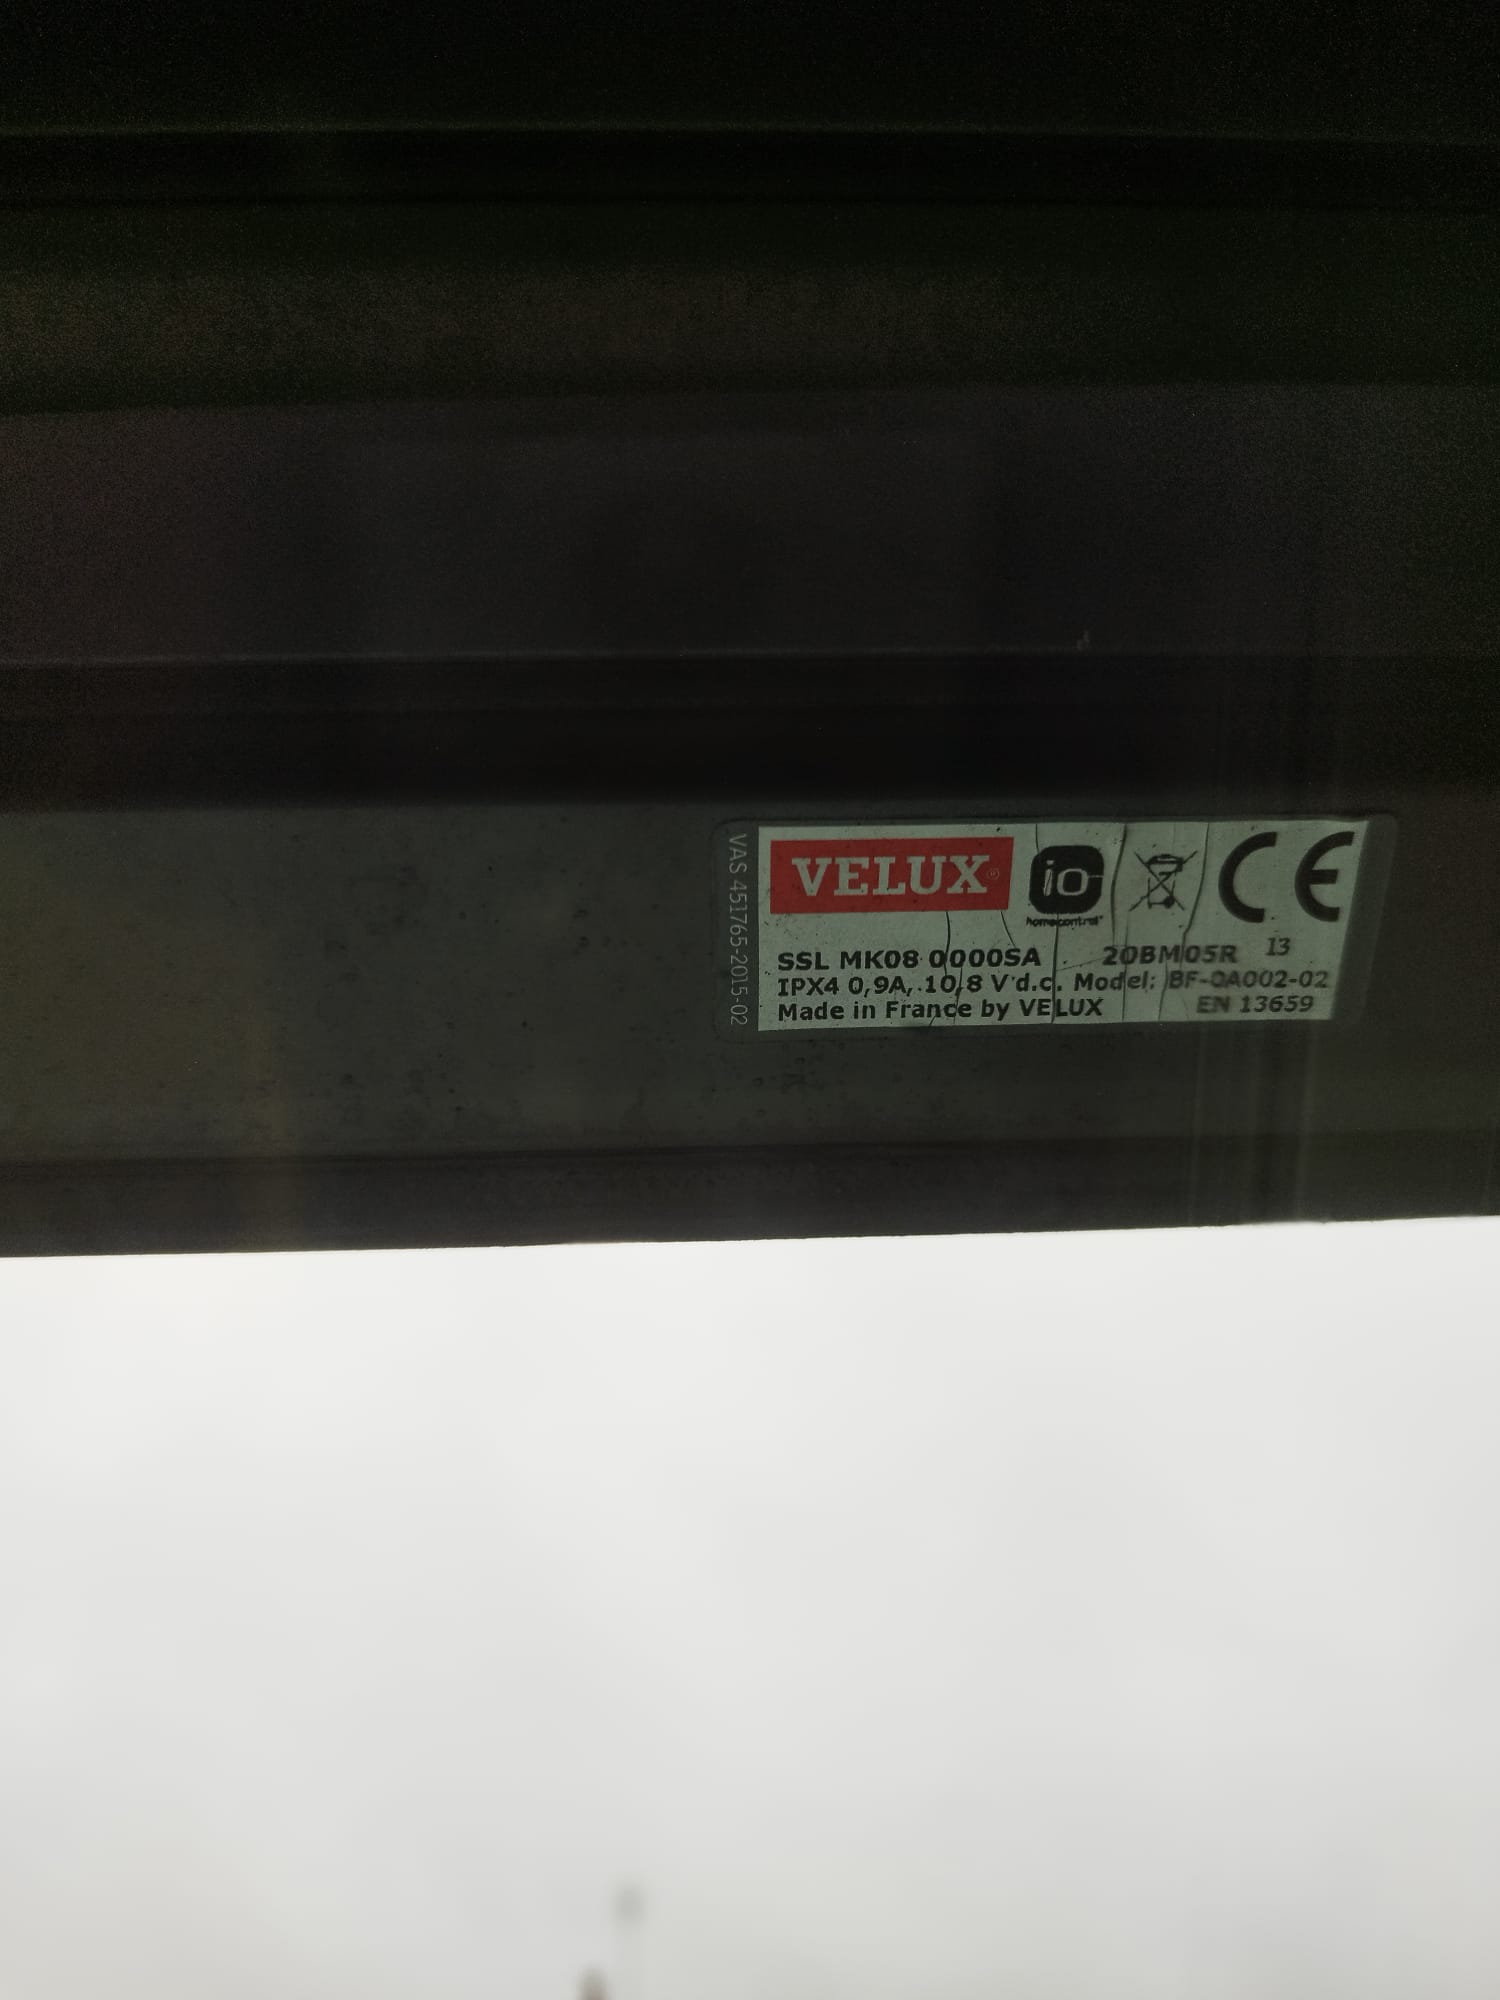 VAS 451765-2015-02
VELUX®
io
homecontrol®
CE
SSL MK08 0000SA 20BM05R 13
IPX4 0,9A, 10,8 V d.c. Model: BF-0A002-02
Made in France by VELUX EN 13659